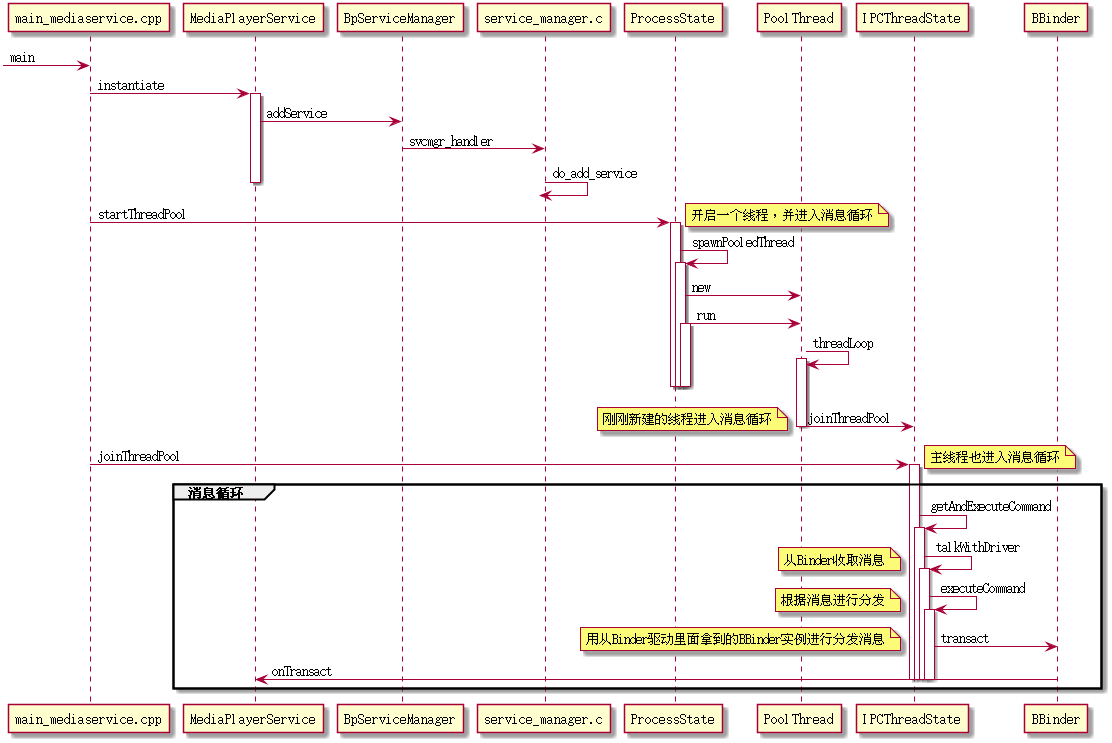 main_mediaservice.cpp
MediaPlayerService
BpServiceManager
service_manager.c
ProcessState
PoolThread
IPCThreadState
BBinder
main
instantiate
addService
svcmgr_handler
do_add_service
startThreadPool
开启一个线程，并进入消息循环
spawnPooledThread
new
run
threadLoop
刚刚新建的线程进入消息循环
joinThreadPool
joinThreadPool
主线程也进入消息循环
消息循环
getAndExecuteCommand
talkWithDriver
从Binder收取消息
executeCommand
根据消息进行分发
用从Binder驱动里面拿到的BBinder实例进行分发消息
transact
onTransact
main_mediaservice.cpp
MediaPlayerService
BpServiceManager
service_manager.c
ProcessState
PoolThread
IPCThreadState
BBinder